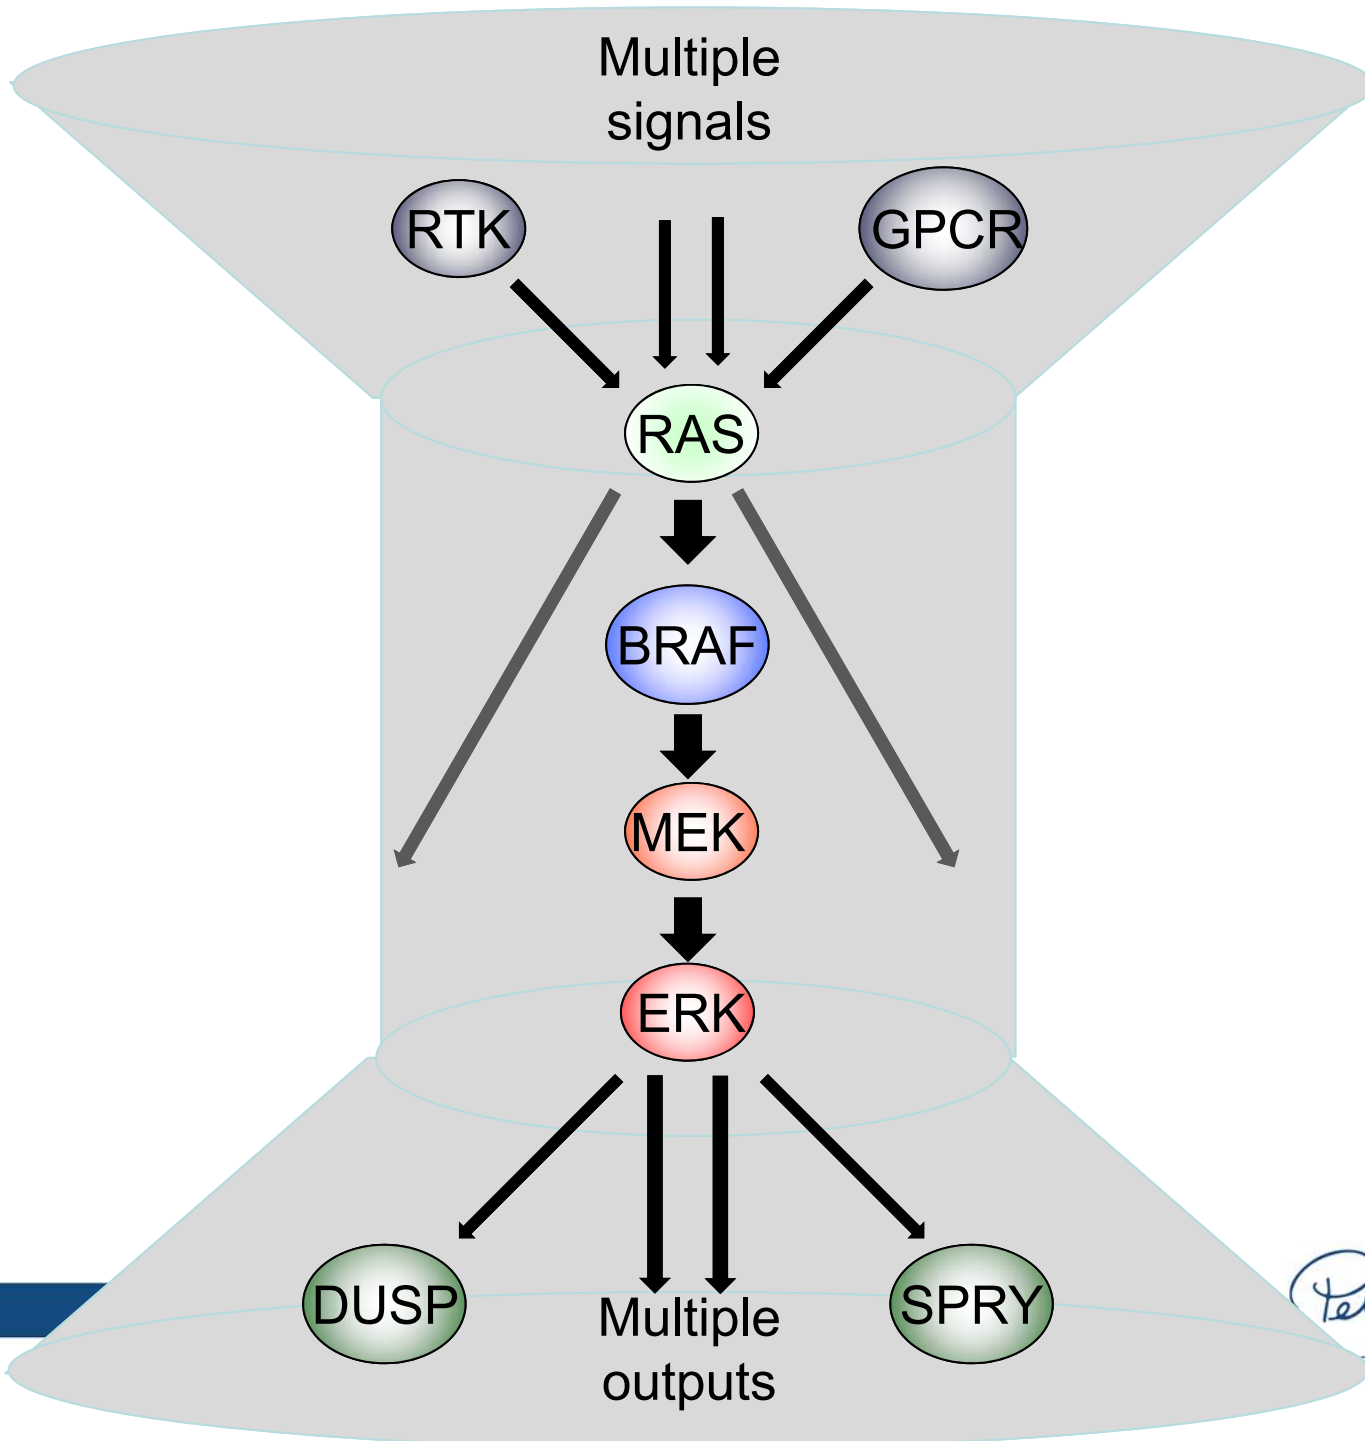 Multiple
signals
RTK
GPCR
RAS
BRAF
MEK
ERK
DUSP
SPRY
Multiple
outputs